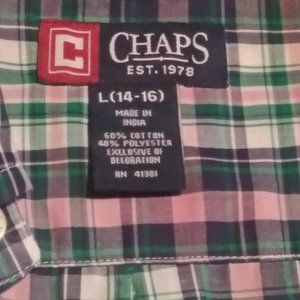 C CHAPS
EST. 1978
L(14-16)
MADE IN
INDIA
60% COTTON
40% POLYESTER
EXCLUSIVE OF
DECORATION
RN 41381